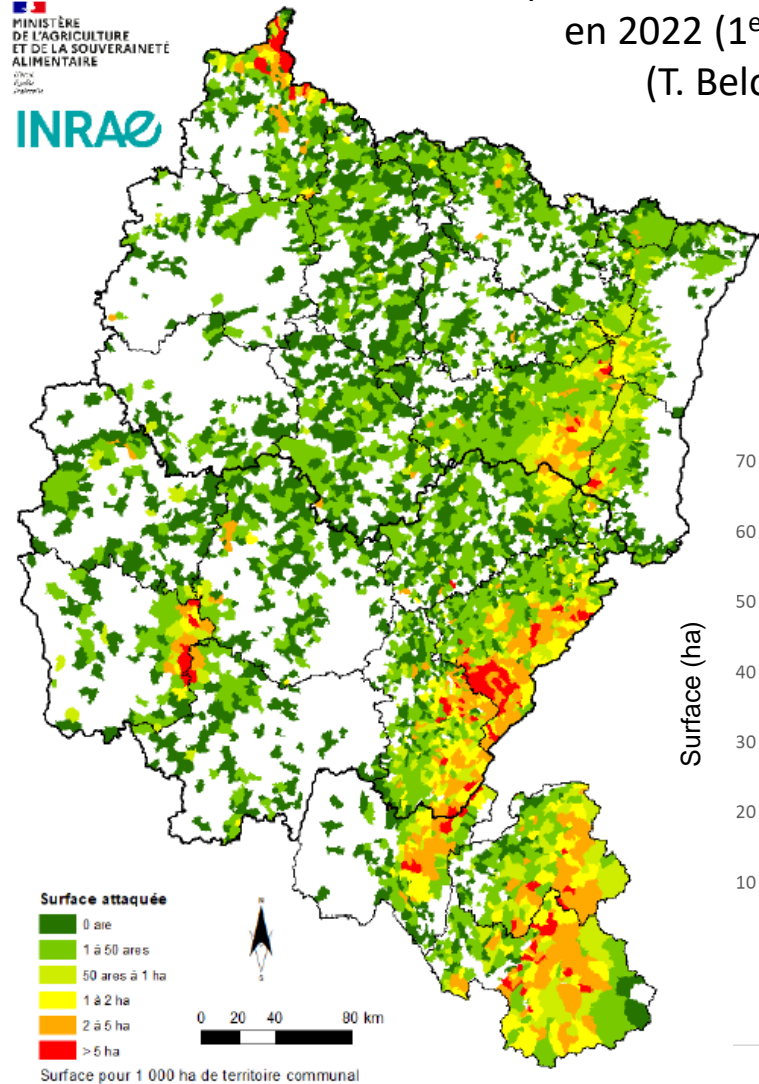 MINISTÈRE
DE L'AGRICULTURE
ET DE LA SOUVERAINETÉ
ALIMENTAIRE
INRAE
en 2022 (1e
(T. Belo
70
60
50
40
30
20
10
Surface (ha)
Surface attaquée
0 are
1 à 50 ares
50 ares à 1 ha
1 à 2 ha
2 à 5 ha
> 5 ha
N
S
0 20 40 80 km
Surface pour 1 000 ha de territoire communal